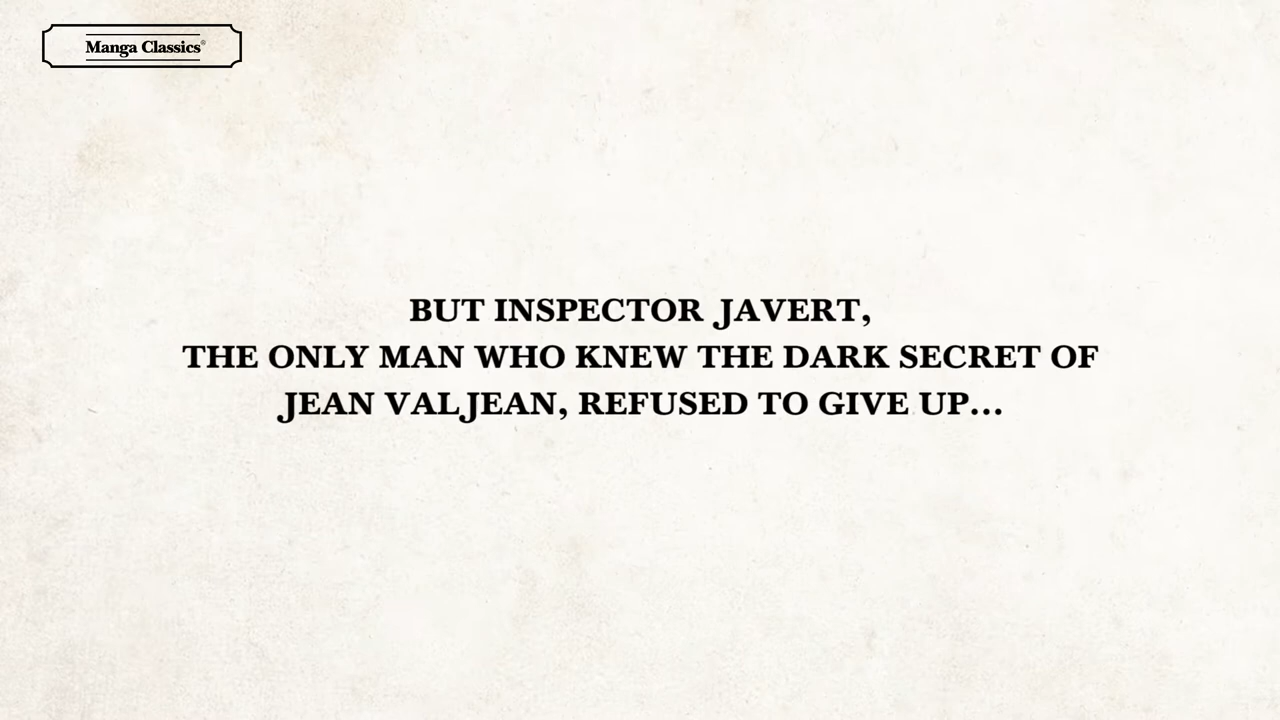 Manga Classics®
BUT INSPECTOR JAVERT,
THE ONLY MAN WHO KNEW THE DARK SECRET OF
JEAN VALJEAN, REFUSED TO GIVE UP...